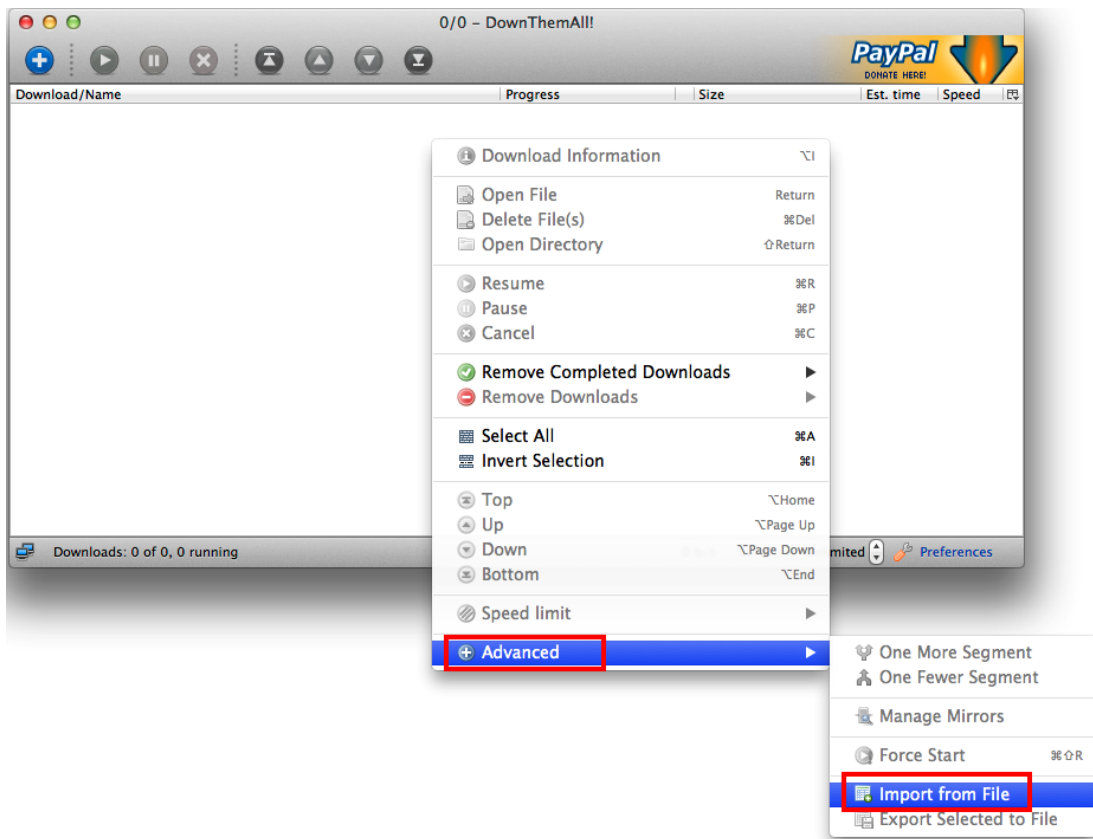 0/0 – DownThemAll!
PayPal
DONATE HERE!
Download/Name Progress Size Est. time Speed
Download Information ⌥I
Open File Return
Delete File(s) ⌘Del
Open Directory ⇧Return
Resume ⌘R
Pause ⌘P
Cancel ⌘C
Remove Completed Downloads
Remove Downloads
Select All ⌘A
Invert Selection ⌘I
Top ⌥Home
Up ⌥Page Up
Down ⌥Page Down
Bottom ⌥End
Speed limit
Advanced
Downloads: 0 of 0, 0 running mited Preferences
One More Segment
One Fewer Segment
Manage Mirrors
Force Start ⌘⇧R
Import from File
Export Selected to File